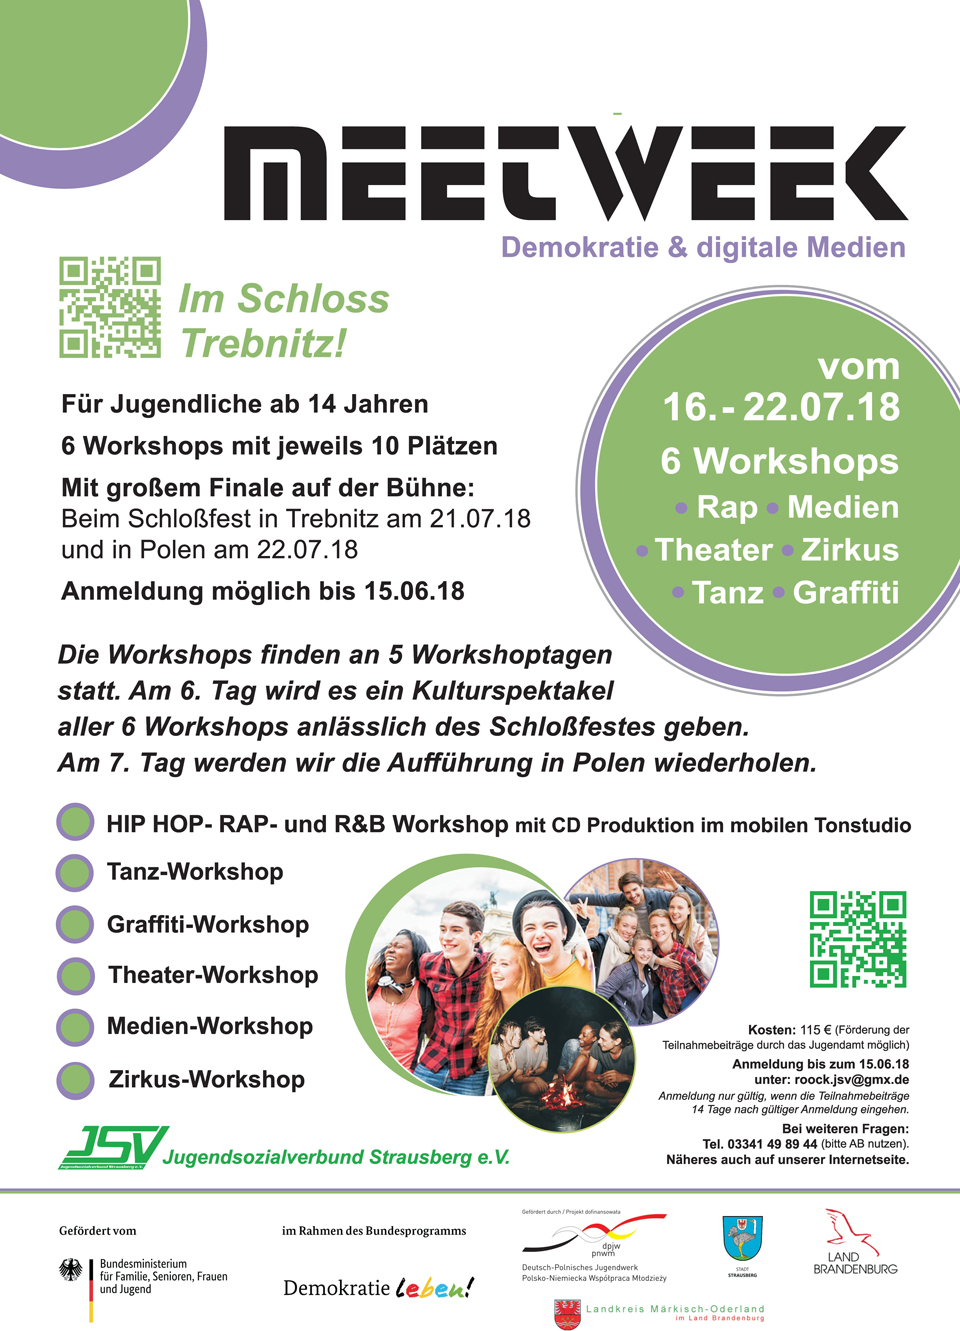 MEETWEEK
Demokratie & digitale Medien
Im Schloss
Trebnitz!
Für Jugendliche ab 14 Jahren
6 Workshops mit jeweils 10 Plätzen
Mit großem Finale auf der Bühne:
Beim Schloßfest in Trebnitz am 21.07.18
und in Polen am 22.07.18
Anmeldung möglich bis 15.06.18
vom
16.- 22.07.18
6 Workshops
• Rap • Medien
• Theater • Zirkus
• Tanz • Graffiti
Die Workshops finden an 5 Workshoptagen
statt. Am 6. Tag wird es ein Kulturspektakel
aller 6 Workshops anlässlich des Schloßfestes geben.
Am 7. Tag werden wir die Aufführung in Polen wiederholen.
HIP HOP- RAP- und R&B Workshop mit CD Produktion im mobilen Tonstudio
Tanz-Workshop
Graffiti-Workshop
Theater-Workshop
Medien-Workshop
Zirkus-Workshop
Kosten: 115 € (Förderung der
Teilnahmebeiträge durch das Jugendamt möglich)
Anmeldung bis zum 15.06.18
unter: roock.jsv@gmx.de
Anmeldung nur gültig, wenn die Teilnahmebeiträge
14 Tage nach gültiger Anmeldung eingehen.
Bei weiteren Fragen:
Tel. 03341 49 89 44 (bitte AB nutzen).
Näheres auch auf unserer Internetseite.
JSV
Jugendsozialverbund Strausberg e.V.
Jugendsozialverbund Strausberg e.V.
Gefördert vom
Bundesministerium
für Familie, Senioren, Frauen
und Jugend
im Rahmen des Bundesprogramms
Demokratie leben!
Gefördert durch / Projekt dofinansowała
dpjw
pnwm
Deutsch-Polnisches Jugendwerk
Polsko-Niemiecka Współpraca Młodzieży
STADT
STRAUSBERG
LAND
BRANDENBURG
Landkreis Märkisch-Oderland
im Land Brandenburg